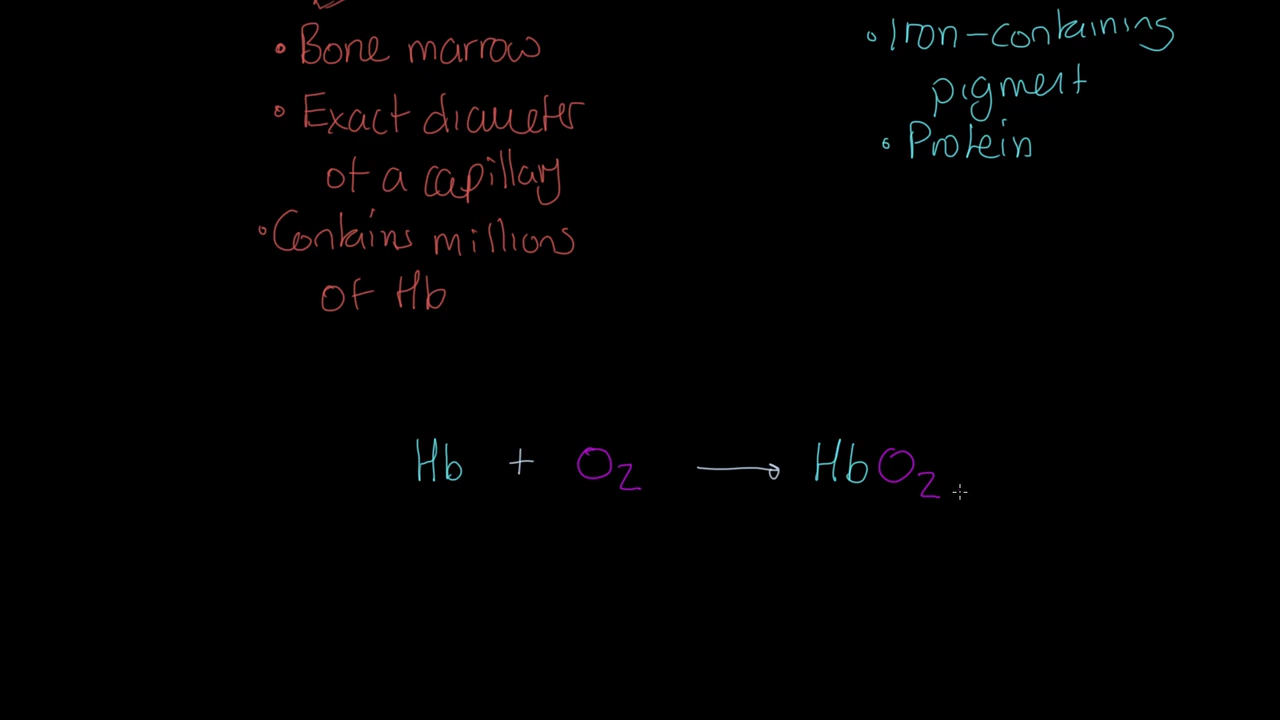 • Bone marrow
• Exact diameter
of a capillary
• Contains millions
of Hb
• Iron-containing
pigment
• Protein
Hb + O₂ → HbO₂